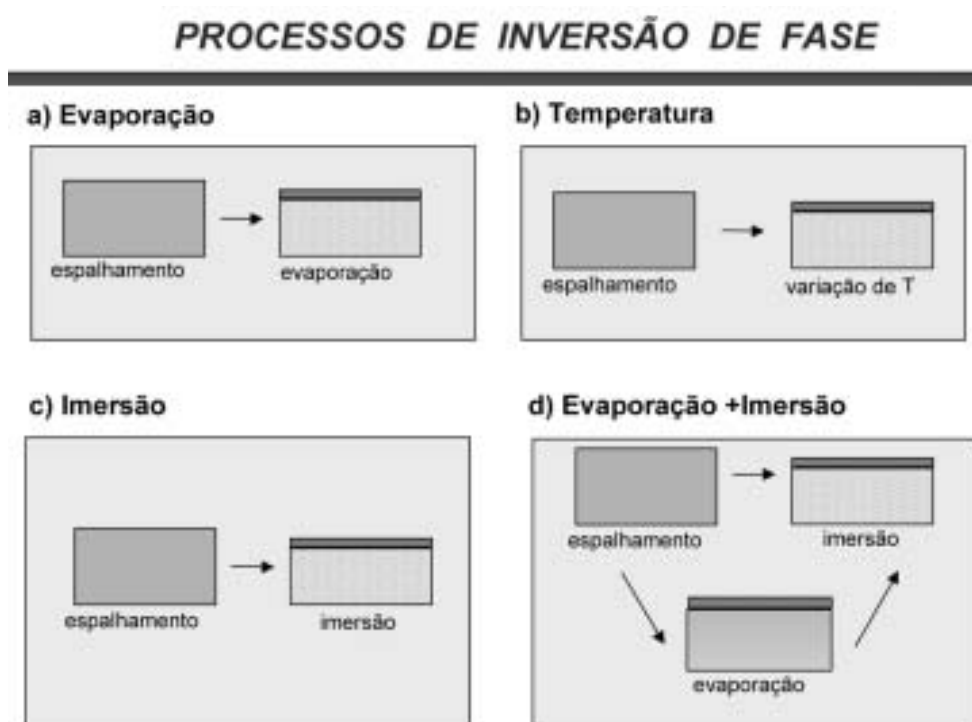 PROCESSOS DE INVERSÃO DE FASE
a) Evaporação
espalhamento
evaporação
b) Temperatura
espalhamento
variação de T
c) Imersão
espalhamento
imersão
d) Evaporação +Imersão
espalhamento
imersão
evaporação